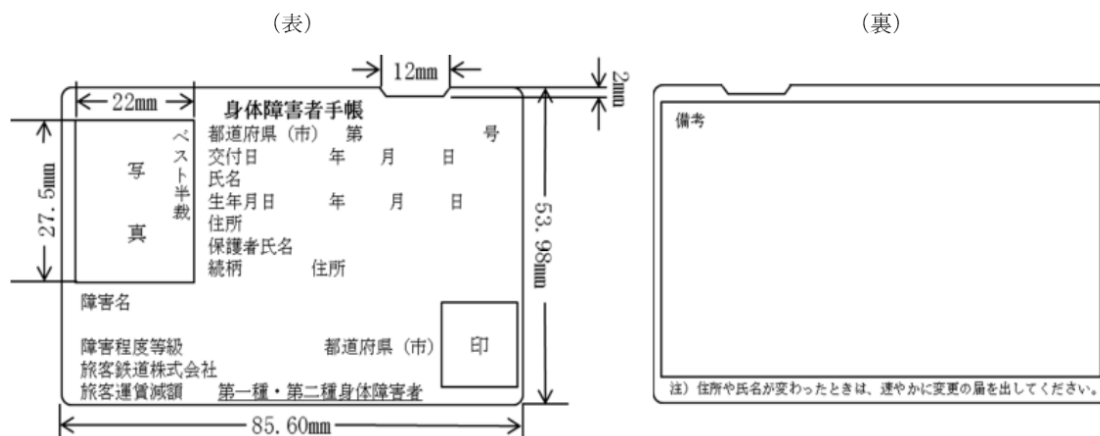 （表）
（裏）
12mm
2mm
22mm
身体障害者手帳
都道府県（市）　第　　　　　　　号
交付日　　　　年　　月　　　日
氏名
生年月日　　　年　　　月　　　日
住所
保護者氏名
続柄　　　　住所
ベスト半裁
写
真
27.5mm
53.98mm
障害名
障害程度等級
都道府県（市）
印
旅客鉄道株式会社
旅客運賃減額　　第一種・第二種身体障害者
85.60mm
備考
注）住所や氏名が変わったときは、速やかに変更の届を出してください。